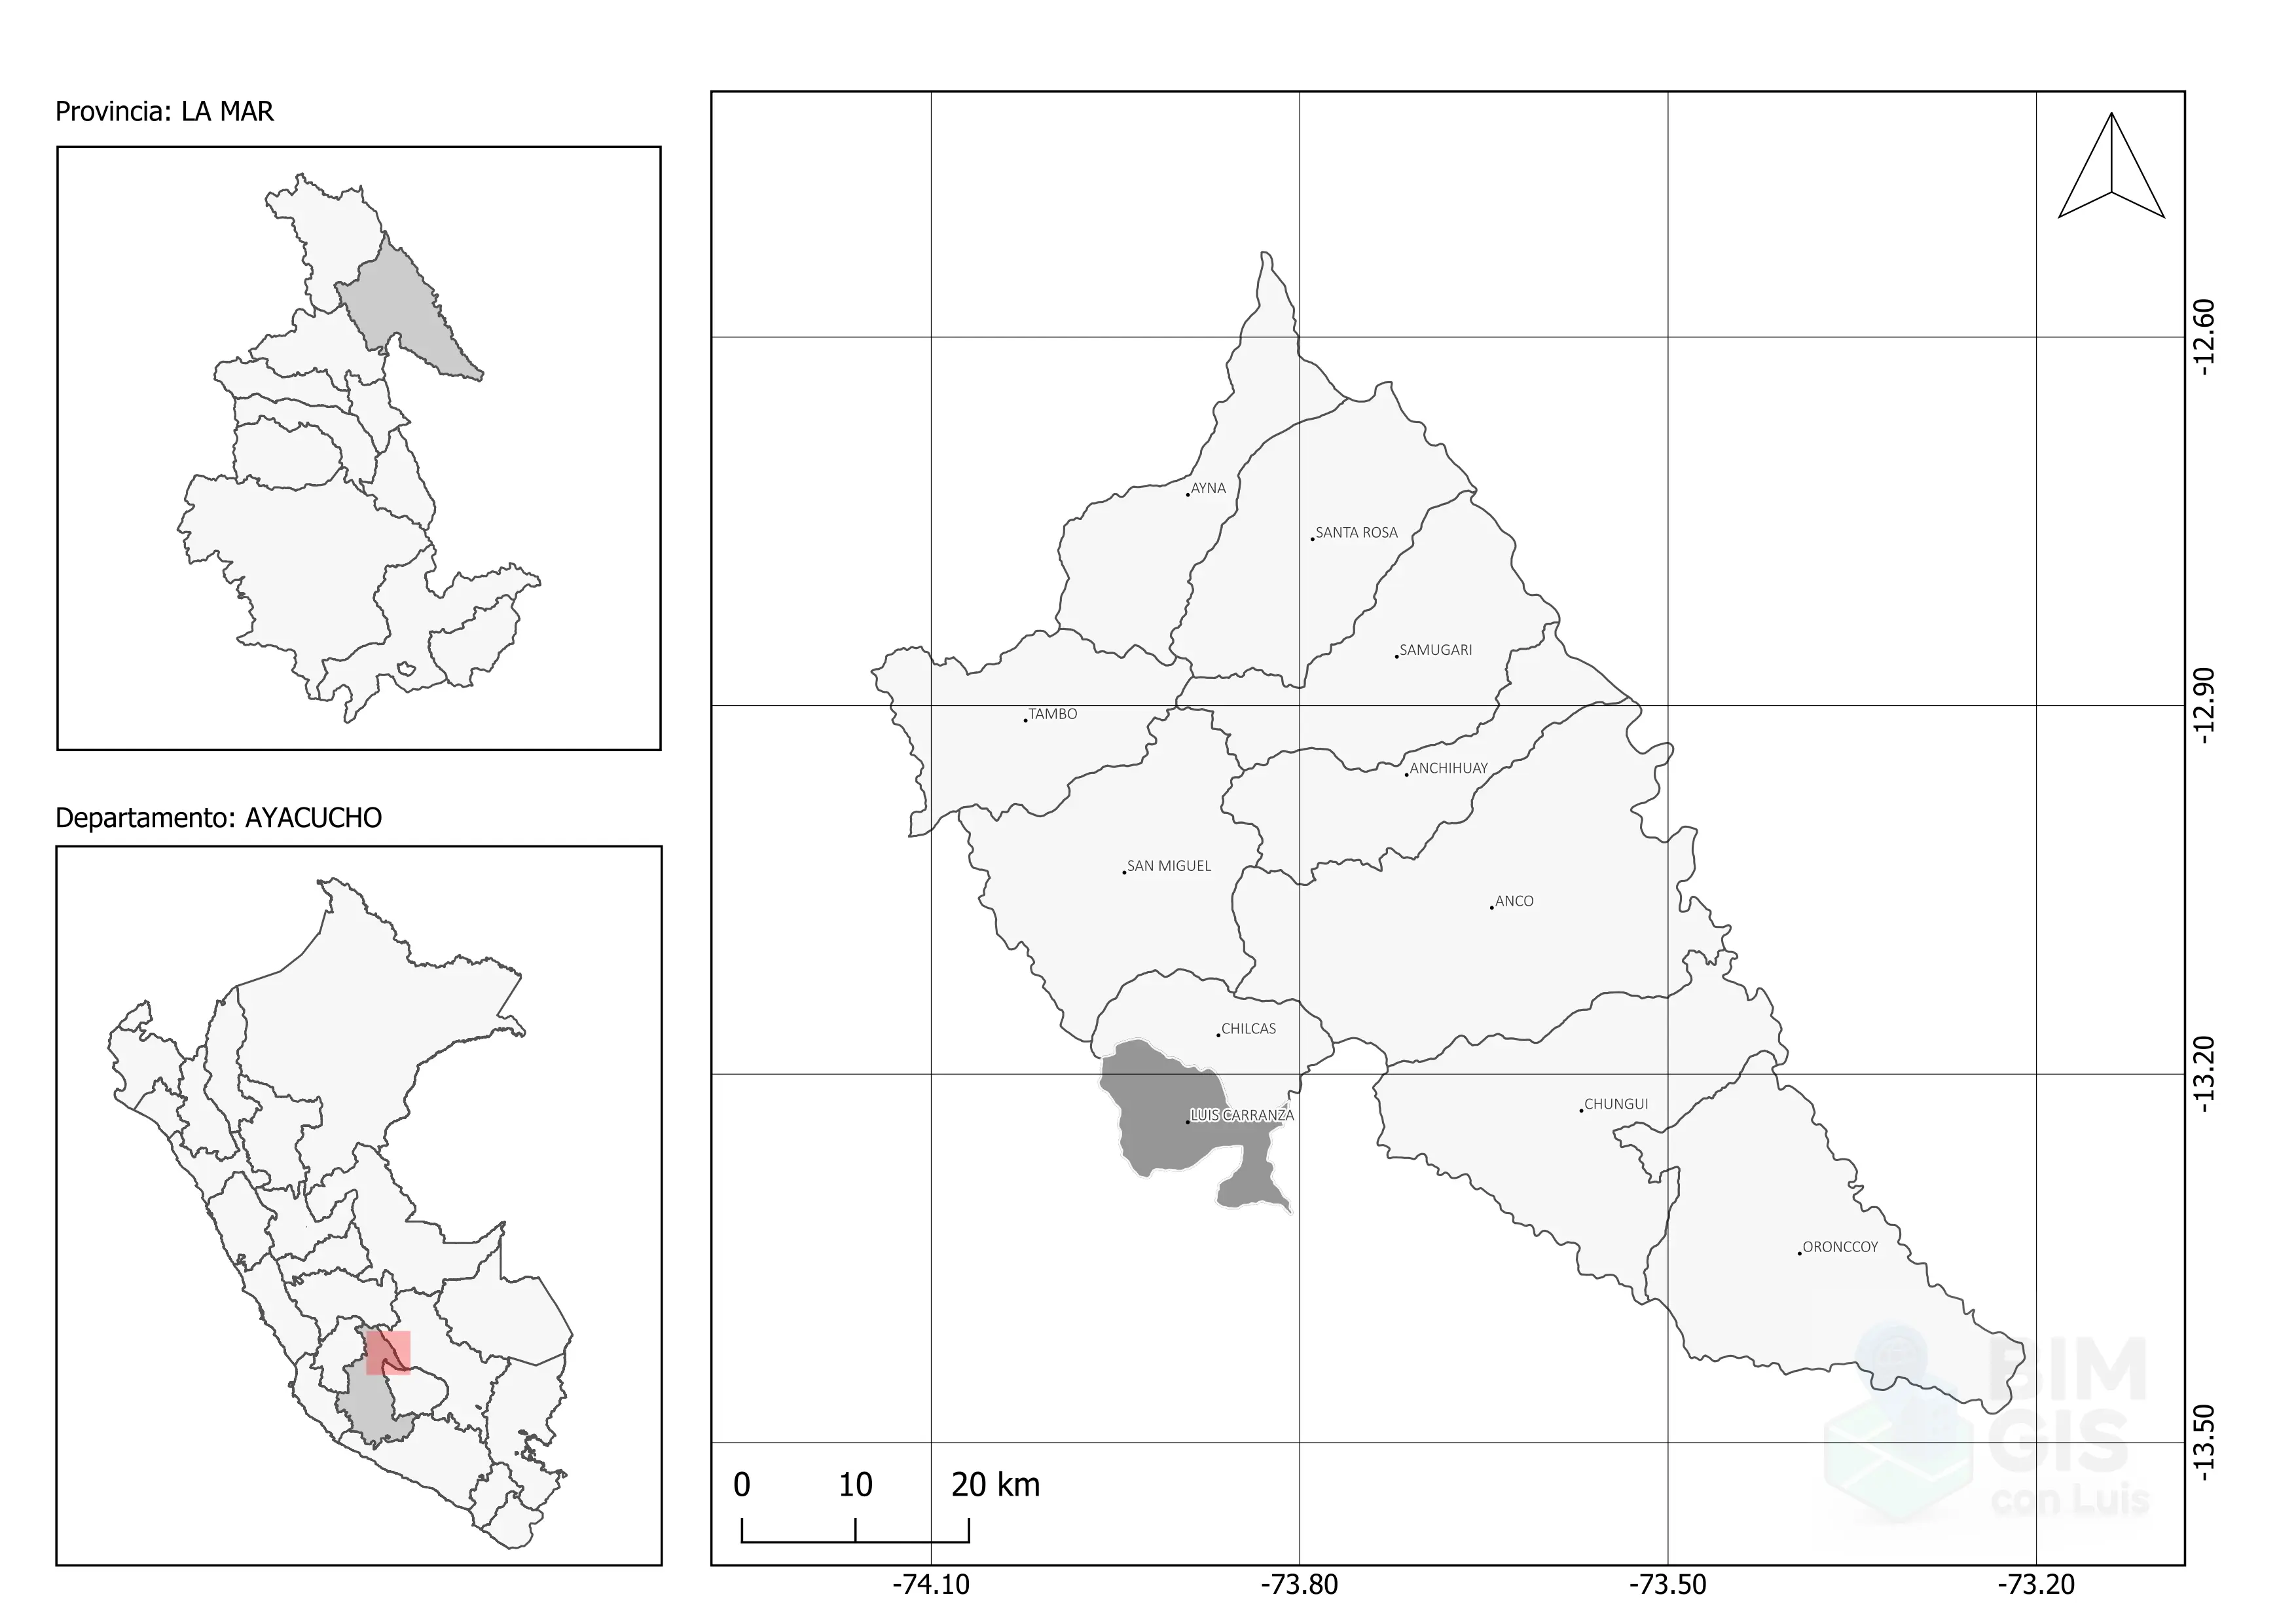 Provincia: LA MAR
Departamento: AYACUCHO
AYNA
SANTA ROSA
SAMUGARI
TAMBO
ANCHIHUAY
SAN MIGUEL
ANCO
CHILCAS
CHUNGUI
LUIS CARRANZA
ORONCCOY
-12.60
-12.90
-13.20
-13.50
BIM
GIS
con Luis
0 10 20 km
-74.10 -73.80 -73.50 -73.20